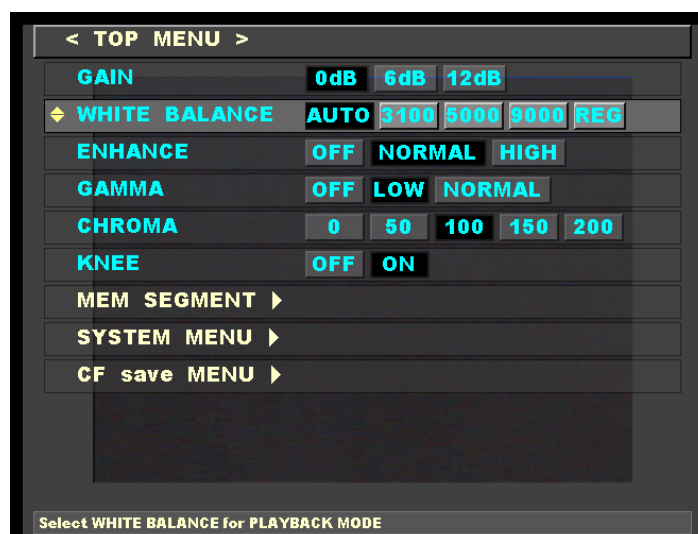 < TOP MENU >
GAIN 0dB 6dB 12dB
WHITE BALANCE AUTO 3100 5000 9000 REG
ENHANCE OFF NORMAL HIGH
GAMMA OFF LOW NORMAL
CHROMA 0 50 100 150 200
KNEE OFF ON
MEM SEGMENT
SYSTEM MENU
CF save MENU
Select WHITE BALANCE for PLAYBACK MODE